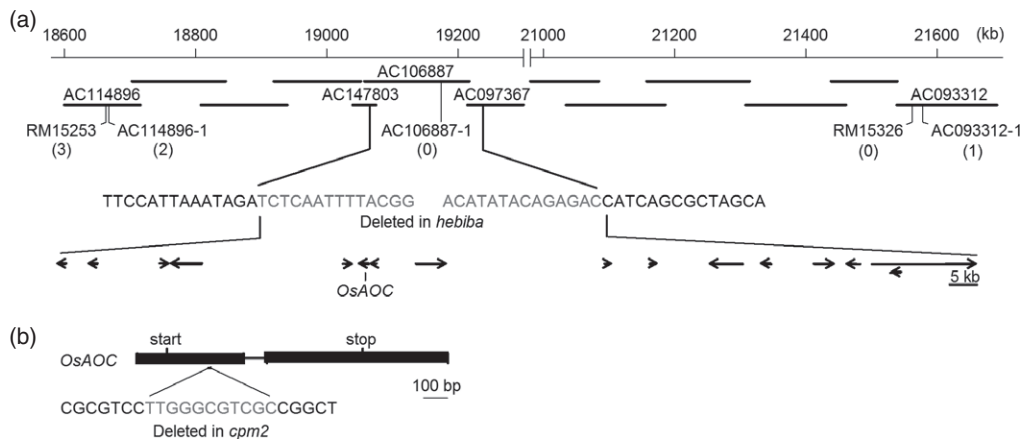 (a)
18600 18800 19000 19200 21000 21200 21400 21600 (kb)
AC106887
AC114896 AC147803 AC097367 AC093312
RM15253 AC114896-1 AC106887-1 RM15326 AC093312-1
(3) (2) (0) (0) (1)
TTCCATTAAATAGATCTCAATTTTACGG ACATATACAGAGACCATCAGCGCTAGCA
Deleted in hebiba
OsAOC
5 kb
(b)
start stop
OsAOC
100 bp
CGCGTCCTTGGGCGTCGCCGGCT
Deleted in cpm2